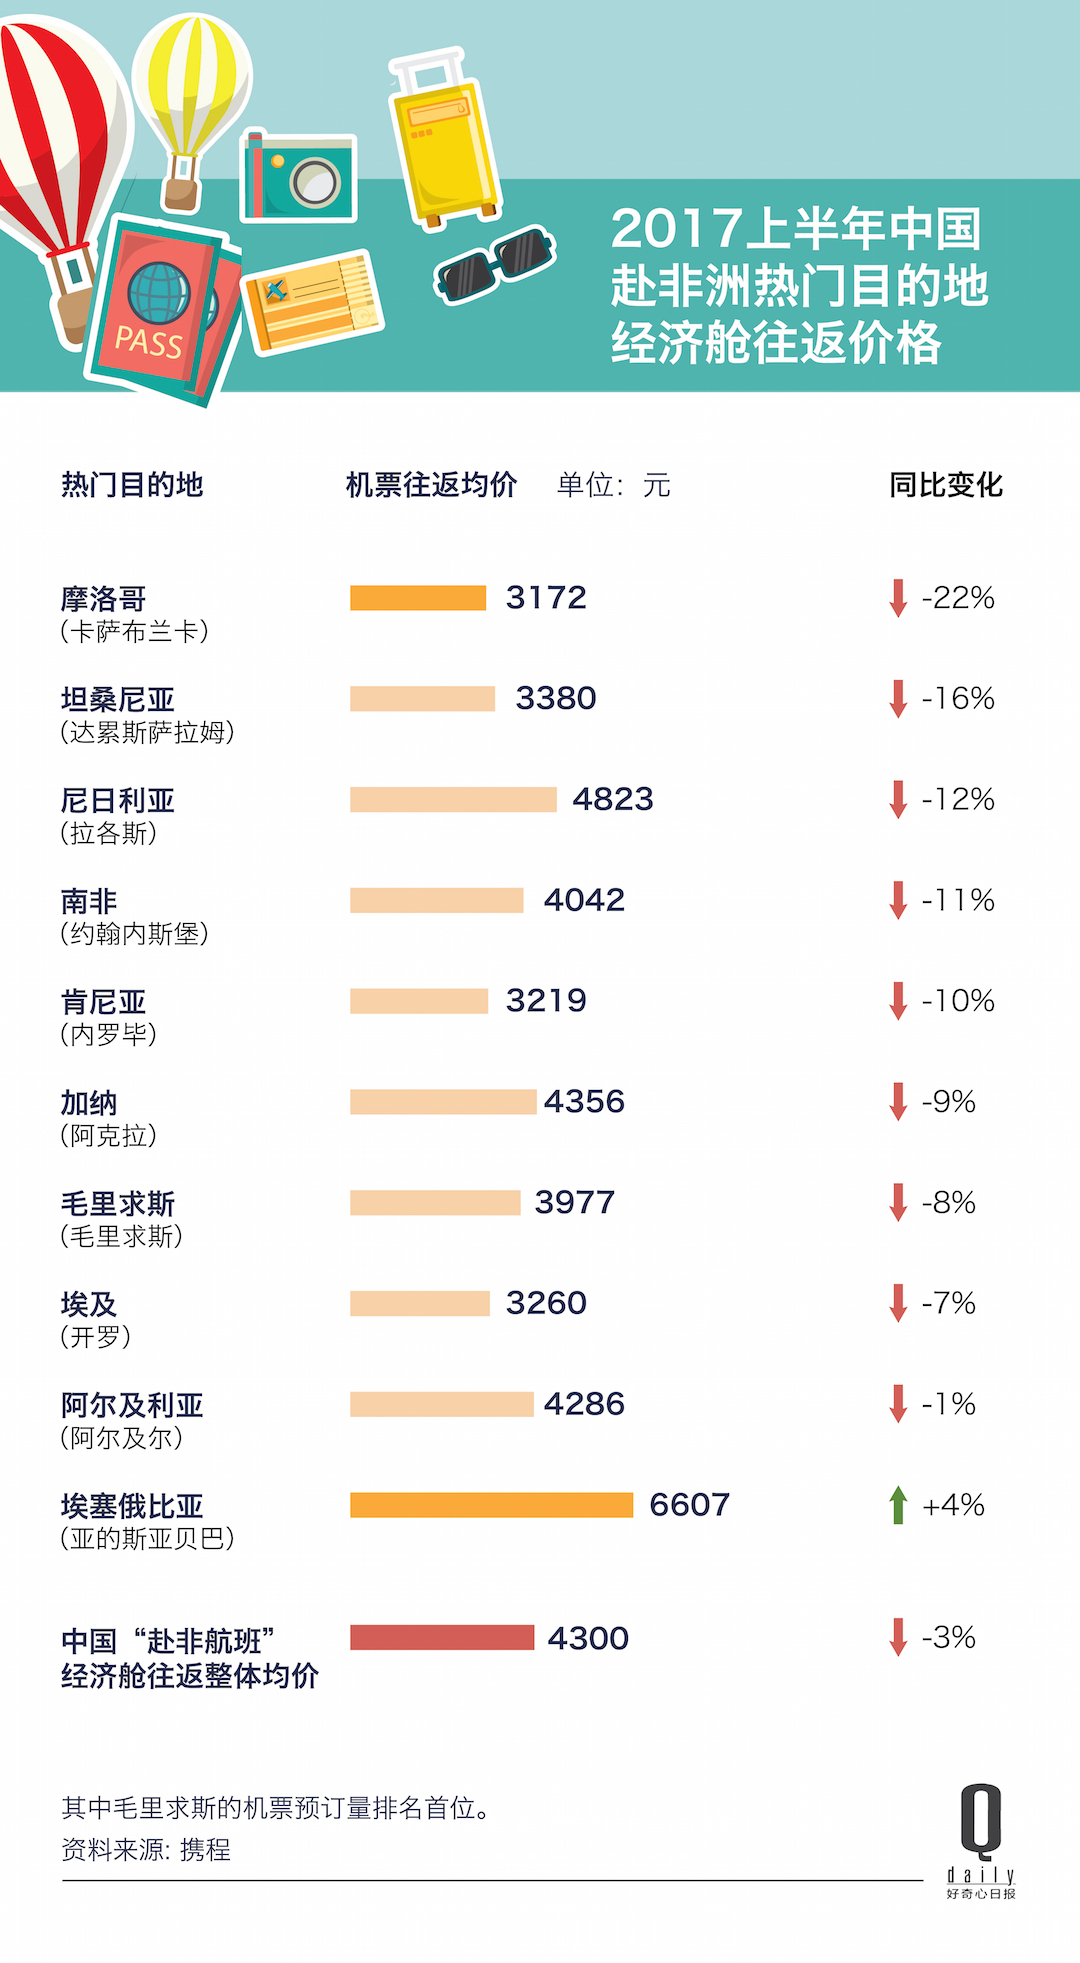 PASS
2017上半年中国
赴非洲热门目的地
经济舱往返价格
热门目的地 机票往返均价 单位：元 同比变化
摩洛哥 3172 -22%
（卡萨布兰卡）
坦桑尼亚 3380 -16%
（达累斯萨拉姆）
尼日利亚 4823 -12%
（拉各斯）
南非 4042 -11%
（约翰内斯堡）
肯尼亚 3219 -10%
（内罗毕）
加纳 4356 -9%
（阿克拉）
毛里求斯 3977 -8%
（毛里求斯）
埃及 3260 -7%
（开罗）
阿尔及利亚 4286 -1%
（阿尔及尔）
埃塞俄比亚 6607 +4%
（亚的斯亚贝巴）
中国“赴非航班” 4300 -3%
经济舱往返整体均价
其中毛里求斯的机票预订量排名首位。
资料来源: 携程
Q
daily
好奇心日报